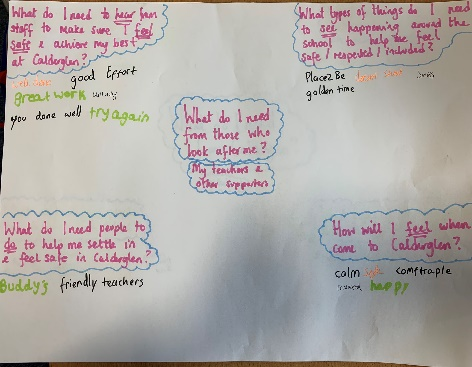 What do I need to hear from
staff to make sure I feel
safe & achieve my best
at Calderglen?
good Effort
great work
you done well try again
What types of things do I need
to see happening around the
school to help me feel
safe / respected / included?
Place2Be
golden time
What do I need
from those who
look after me?
My teachers &
other supporters
What do I need people to
do to help me settle in
& feel safe in Calderglen?
Buddy's friendly teachers
How will I feel when
come to Calderglen?
calm safe comftraple
happy